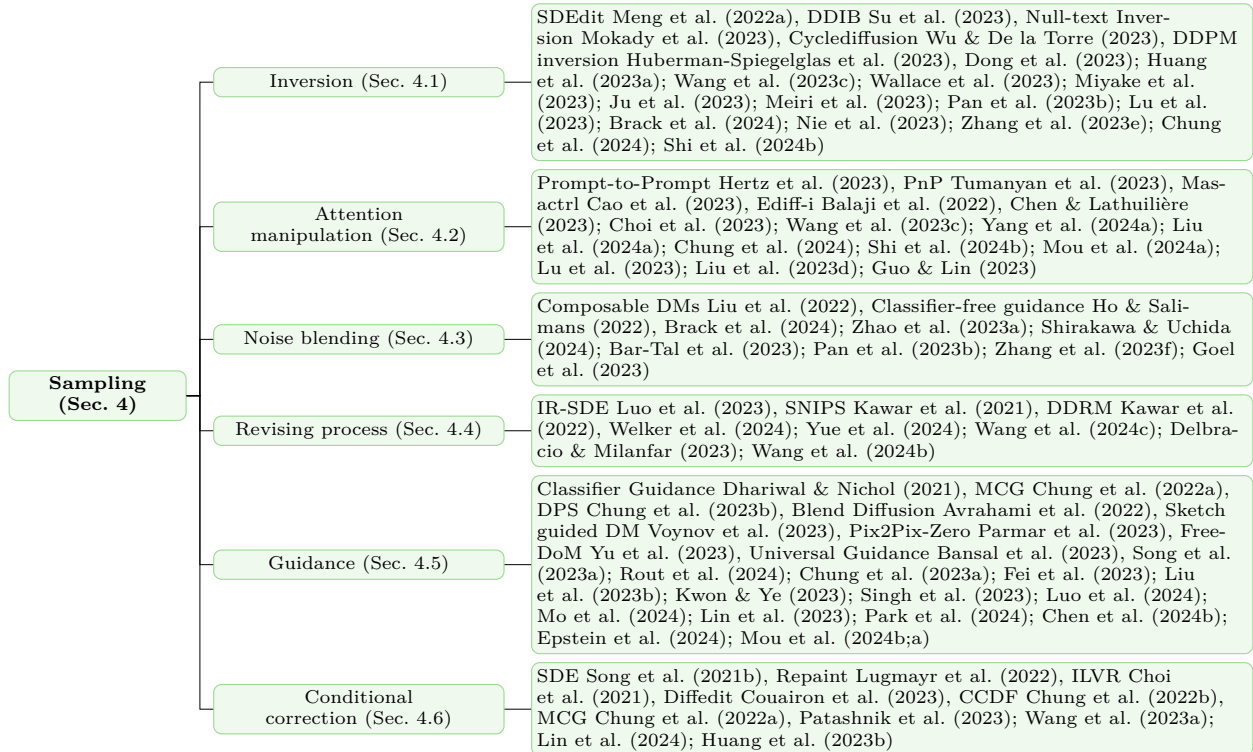 Sampling
(Sec. 4)
Inversion (Sec. 4.1)
SDEdit Meng et al. (2022a), DDIB Su et al. (2023), Null-text Inver-
sion Mokady et al. (2023), Cyclediffusion Wu & De la Torre (2023), DDPM
inversion Huberman-Spiegelglas et al. (2023), Dong et al. (2023); Huang
et al. (2023a); Wang et al. (2023c); Wallace et al. (2023); Miyake et al.
(2023); Ju et al. (2023); Meiri et al. (2023); Pan et al. (2023b); Lu et al.
(2023); Brack et al. (2024); Nie et al. (2023); Zhang et al. (2023e); Chung
et al. (2024); Shi et al. (2024b)
Attention
manipulation (Sec. 4.2)
Prompt-to-Prompt Hertz et al. (2023), PnP Tumanyan et al. (2023), Mas-
actrl Cao et al. (2023), Ediff-i Balaji et al. (2022), Chen & Lathuilière
(2023); Choi et al. (2023); Wang et al. (2023c); Yang et al. (2024a); Liu
et al. (2024a); Chung et al. (2024); Shi et al. (2024b); Mou et al. (2024a);
Lu et al. (2023); Liu et al. (2023d); Guo & Lin (2023)
Noise blending (Sec. 4.3)
Composable DMs Liu et al. (2022), Classifier-free guidance Ho & Sali-
mans (2022), Brack et al. (2024); Zhao et al. (2023a); Shirakawa & Uchida
(2024); Bar-Tal et al. (2023); Pan et al. (2023b); Zhang et al. (2023f); Goel
et al. (2023)
Revising process (Sec. 4.4)
IR-SDE Luo et al. (2023), SNIPS Kawar et al. (2021), DDRM Kawar et al.
(2022), Welker et al. (2024); Yue et al. (2024); Wang et al. (2024c); Delbra-
cio & Milanfar (2023); Wang et al. (2024b)
Guidance (Sec. 4.5)
Classifier Guidance Dhariwal & Nichol (2021), MCG Chung et al. (2022a),
DPS Chung et al. (2023b), Blend Diffusion Avrahami et al. (2022), Sketch
guided DM Voynov et al. (2023), Pix2Pix-Zero Parmar et al. (2023), Free-
DoM Yu et al. (2023), Universal Guidance Bansal et al. (2023), Song et al.
(2023a); Rout et al. (2024); Chung et al. (2023a); Fei et al. (2023); Liu
et al. (2023b); Kwon & Ye (2023); Singh et al. (2023); Luo et al. (2024);
Mo et al. (2024); Lin et al. (2023); Park et al. (2024); Chen et al. (2024b);
Epstein et al. (2024); Mou et al. (2024b;a)
Conditional
correction (Sec. 4.6)
SDE Song et al. (2021b), Repaint Lugmayr et al. (2022), ILVR Choi
et al. (2021), Diffedit Couairon et al. (2023), CCDF Chung et al. (2022b),
MCG Chung et al. (2022a), Patashnik et al. (2023); Wang et al. (2023a);
Lin et al. (2024); Huang et al. (2023b)